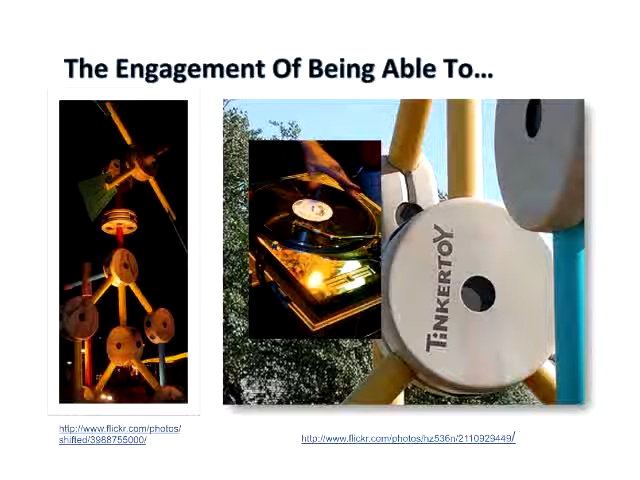 The Engagement Of Being Able To…
TiNKERTOY
http://www.flickr.com/photos/
shifted/3988755000/
http://www.flickr.com/photos/hz536n/2110929449/